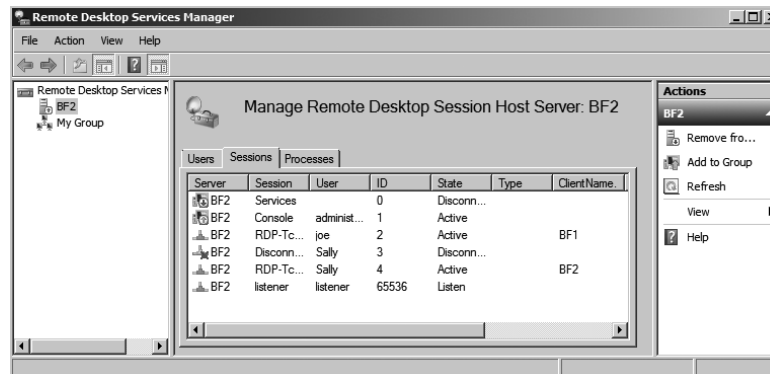 Remote Desktop Services Manager
File Action View Help
Remote Desktop Services M
BF2
My Group
Manage Remote Desktop Session Host Server: BF2
Users Sessions Processes
Server Session User ID State Type ClientName.
BF2 Services 0 Disconn...
BF2 Console administ... 1 Active
BF2 RDP-Tc... joe 2 Active BF1
BF2 Disconn... Sally 3 Disconn...
BF2 RDP-Tc... Sally 4 Active BF2
BF2 listener listener 65536 Listen
Actions
BF2
Remove fro...
Add to Group
Refresh
View
Help